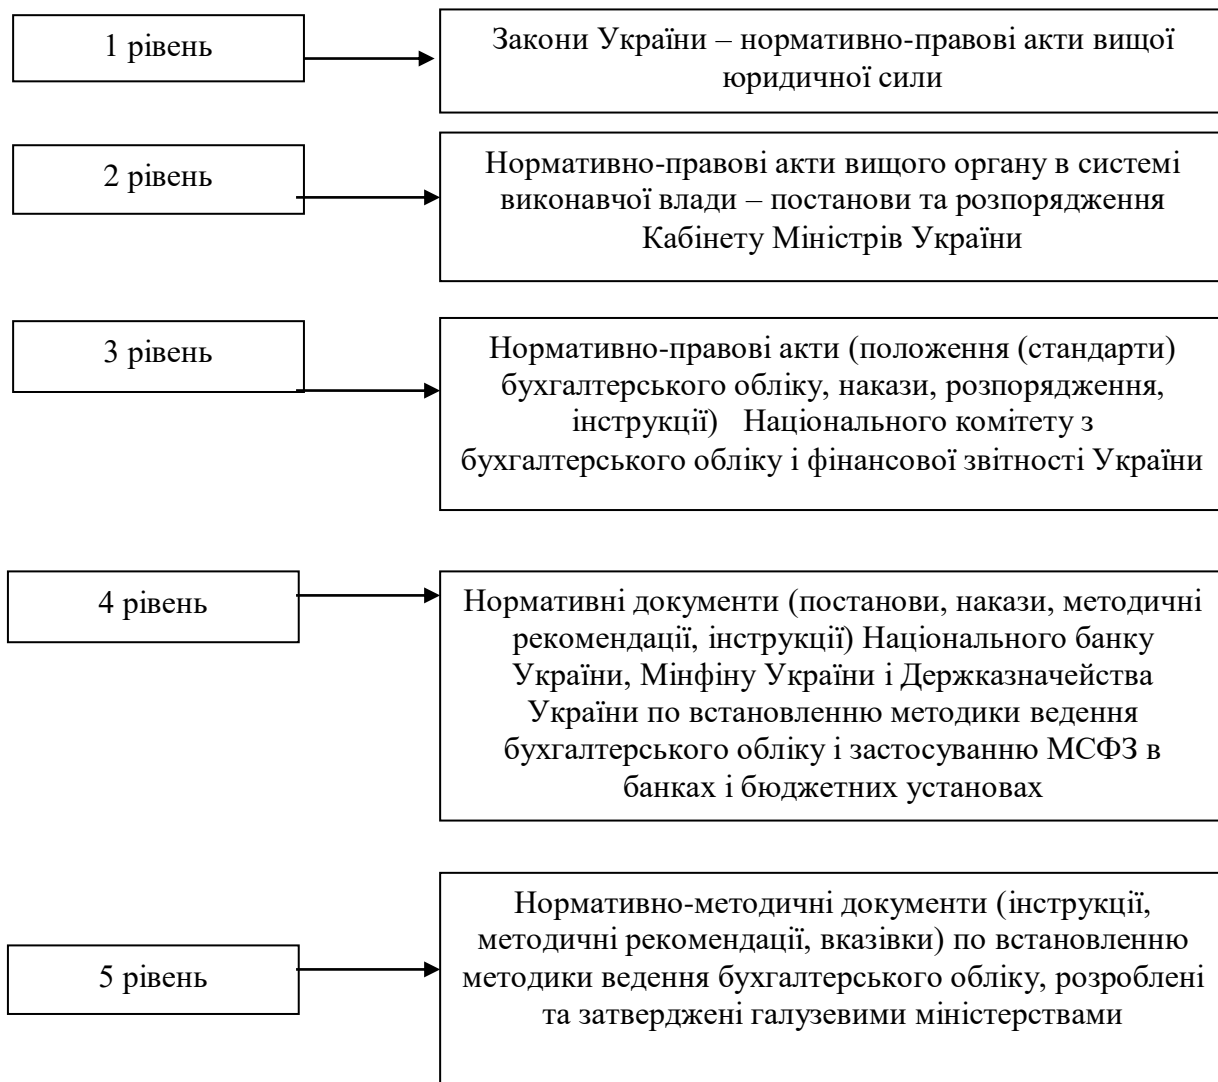 1 рівень
Закони України – нормативно-правові акти вищої
юридичної сили
2 рівень
Нормативно-правові акти вищого органу в системі
виконавчої влади – постанови та розпорядження
Кабінету Міністрів України
3 рівень
Нормативно-правові акти (положення (стандарти)
бухгалтерського обліку, накази, розпорядження,
інструкції) Національного комітету з
бухгалтерського обліку і фінансової звітності України
4 рівень
Нормативні документи (постанови, накази, методичні
рекомендації, інструкції) Національного банку
України, Мінфіну України і Держказначейства
України по встановленню методики ведення
бухгалтерського обліку і застосуванню МСФЗ в
банках і бюджетних установах
5 рівень
Нормативно-методичні документи (інструкції,
методичні рекомендації, вказівки) по встановленню
методики ведення бухгалтерського обліку, розроблені
та затверджені галузевими міністерствами